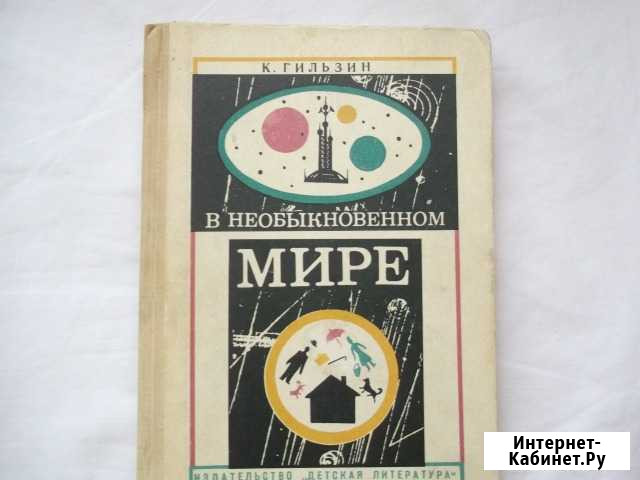 К. ГИЛЬЗИН
В НЕОБЫКНОВЕННОМ
МИРЕ
ИЗДАТЕЛЬСТВО „ДЕТСКАЯ ЛИТЕРАТУРА“
Интернет-
Кабинет.Ру